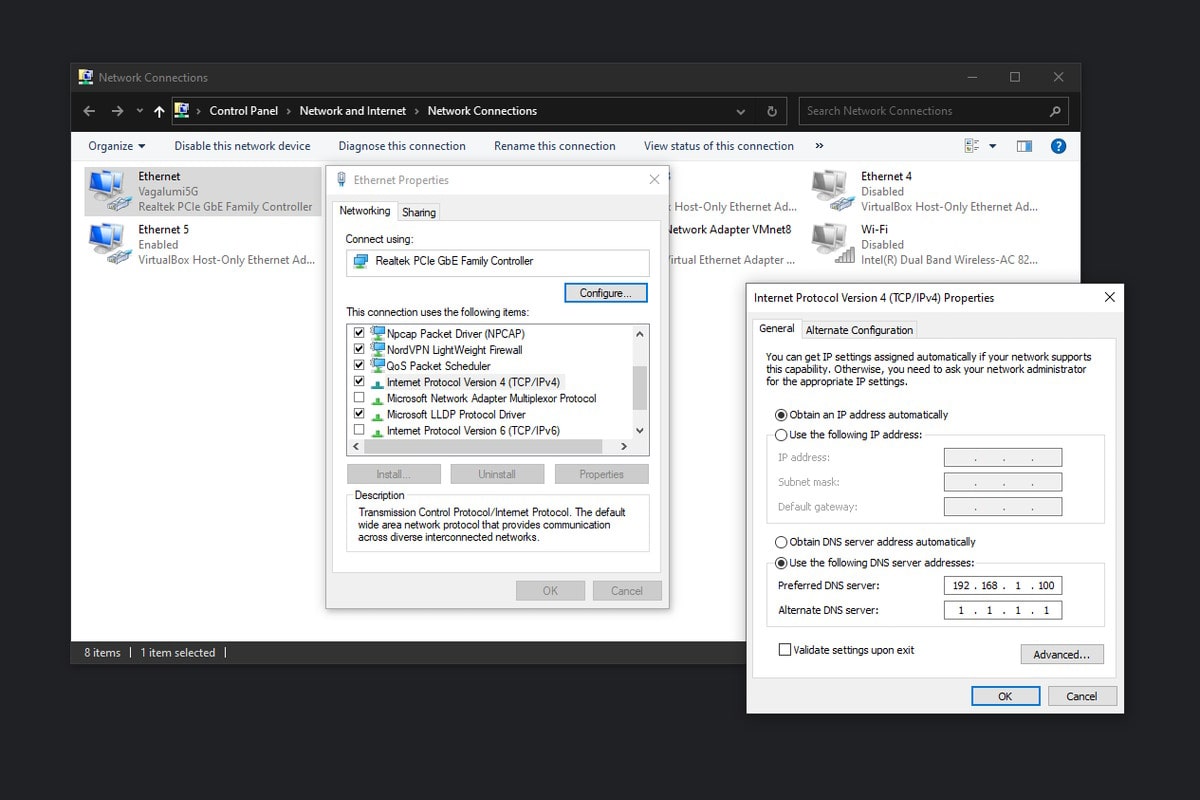 Network Connections
Control Panel > Network and Internet > Network Connections
Search Network Connections
Organize
Disable this network device
Diagnose this connection
Rename this connection
View status of this connection
»
?
Ethernet
Vagalumi5G
Realtek PCIe GbE Family Controller
Ethernet 5
Enabled
VirtualBox Host-Only Ethernet Ad...
Host-Only Ethernet Ad...
Network Adapter VMnet8
Virtual Ethernet Adapter ...
Ethernet 4
Disabled
VirtualBox Host-Only Ethernet Ad...
Wi-Fi
Disabled
Intel(R) Dual Band Wireless-AC 82...
8 items
1 item selected
Ethernet Properties
Networking
Sharing
Connect using:
Realtek PCIe GbE Family Controller
Configure...
This connection uses the following items:
Npcap Packet Driver (NPCAP)
NordVPN LightWeight Firewall
QoS Packet Scheduler
Internet Protocol Version 4 (TCP/IPv4)
Microsoft Network Adapter Multiplexor Protocol
Microsoft LLDP Protocol Driver
Internet Protocol Version 6 (TCP/IPv6)
Install...
Uninstall
Properties
Description
Transmission Control Protocol/Internet Protocol. The default
wide area network protocol that provides communication
across diverse interconnected networks.
OK
Cancel
Internet Protocol Version 4 (TCP/IPv4) Properties
General
Alternate Configuration
You can get IP settings assigned automatically if your network supports
this capability. Otherwise, you need to ask your network administrator
for the appropriate IP settings.
Obtain an IP address automatically
Use the following IP address:
IP address:
. . .
Subnet mask:
. . .
Default gateway:
. . .
Obtain DNS server address automatically
Use the following DNS server addresses:
Preferred DNS server:
192 . 168 . 1 . 100
Alternate DNS server:
1 . 1 . 1 . 1
Validate settings upon exit
Advanced...
OK
Cancel